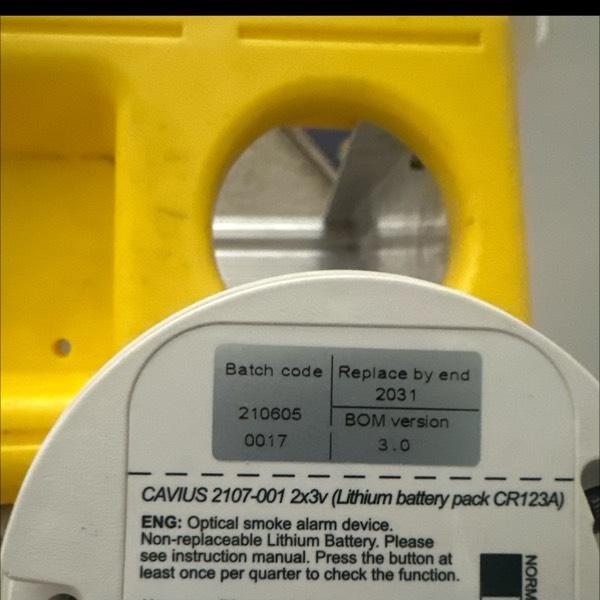 Batch code
210605
0017
Replace by end
2031
BOM version
3.0
CAVIUS 2107-001 2x3v (Lithium battery pack CR123A)
ENG: Optical smoke alarm device.
Non-replaceable Lithium Battery. Please
see instruction manual. Press the button at
least once per quarter to check the function.
NORM